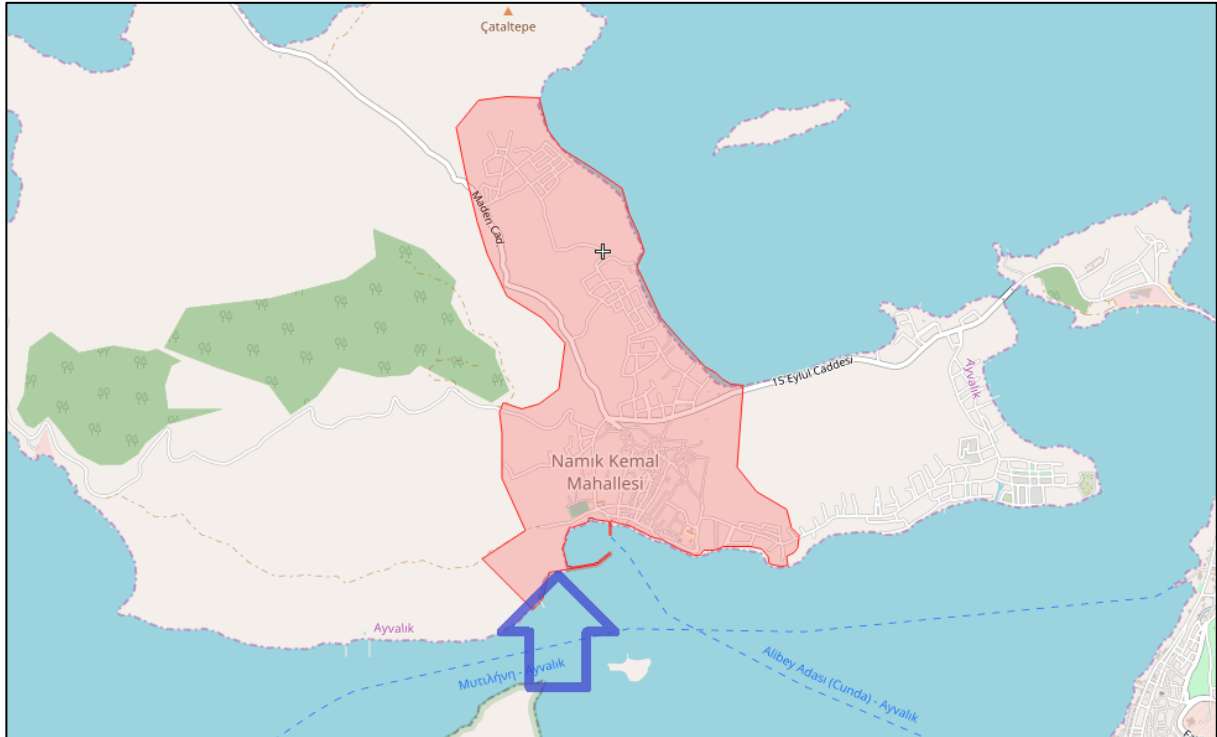 Çataltepe
Maden Cad.
15 Eylül Caddesi
Ayvalık
Namık Kemal
Mahallesi
Ayvalık
Μυτιλήνη - Ayvalık
Alibey Adası (Cunda) - Ayvalık